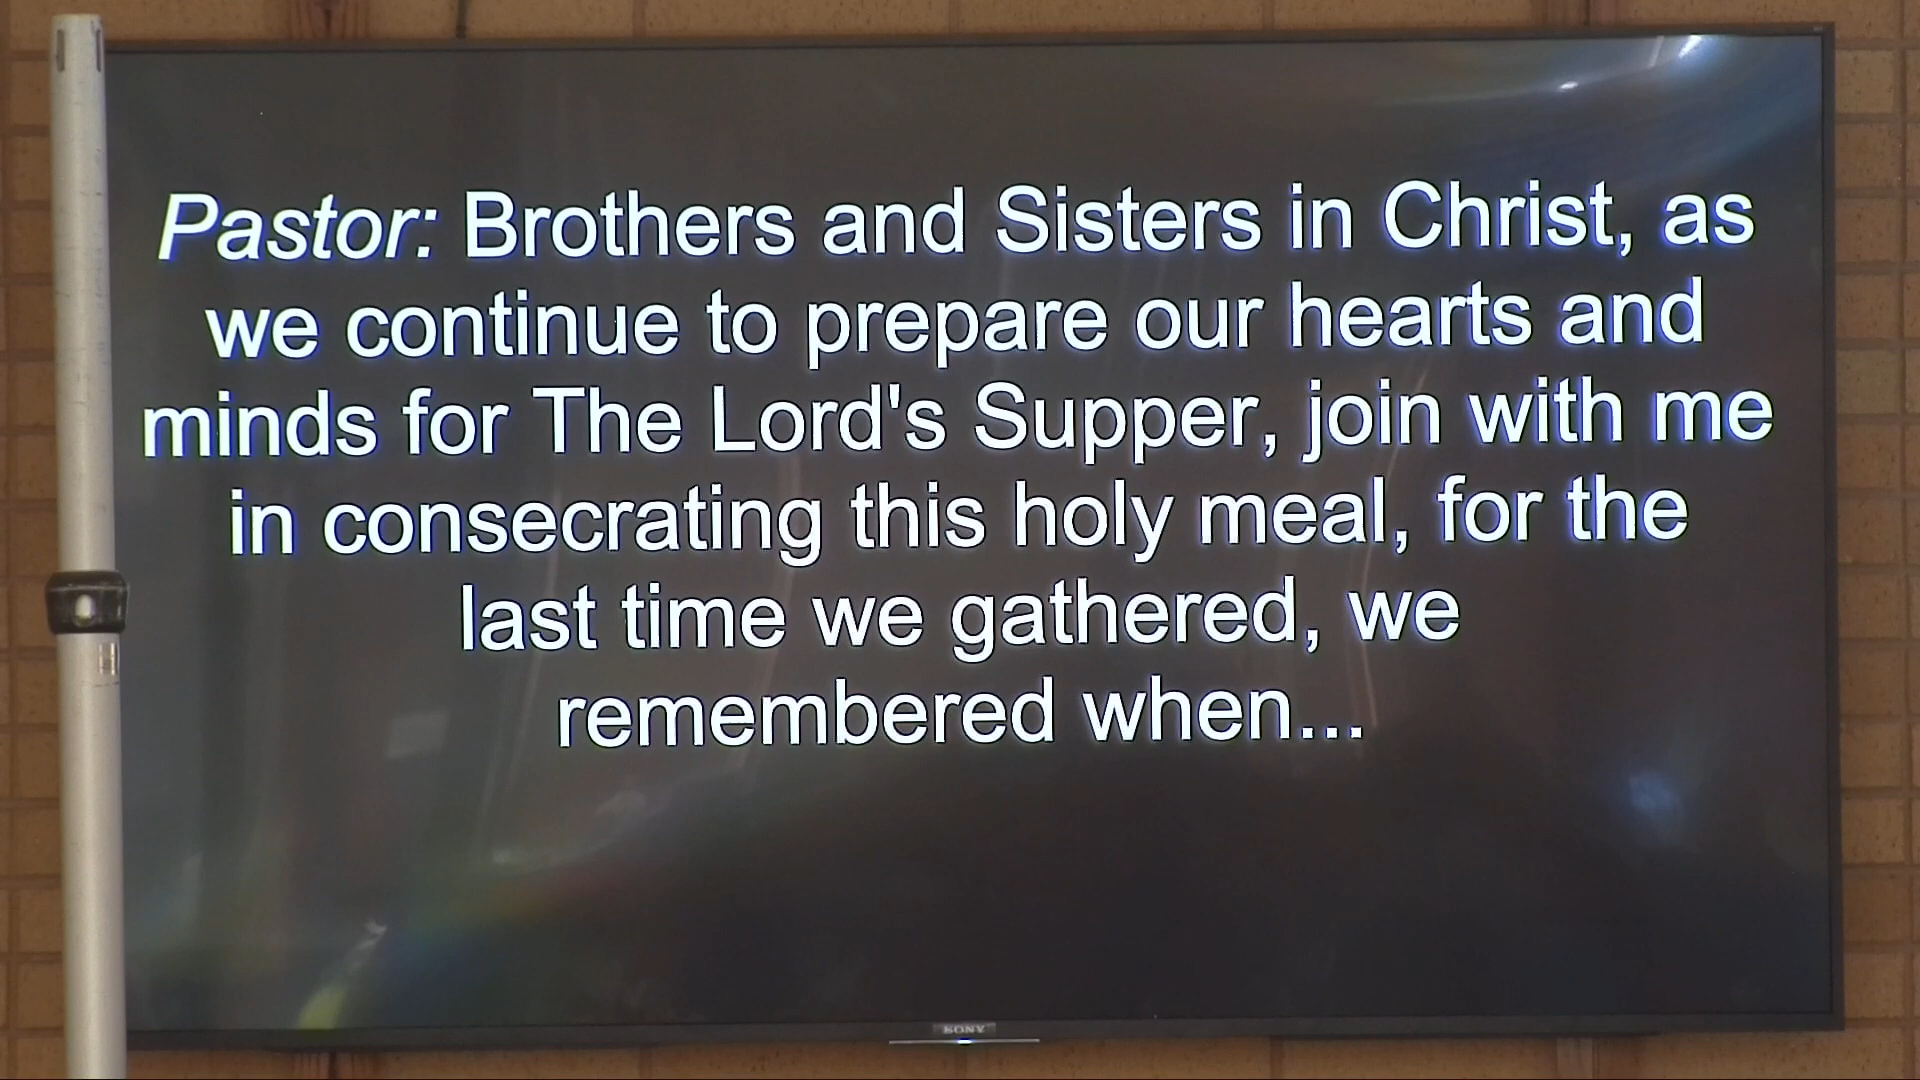 Pastor: Brothers and Sisters in Christ, as
we continue to prepare our hearts and
minds for The Lord's Supper, join with me
in consecrating this holy meal, for the
last time we gathered, we
remembered when...
SONY